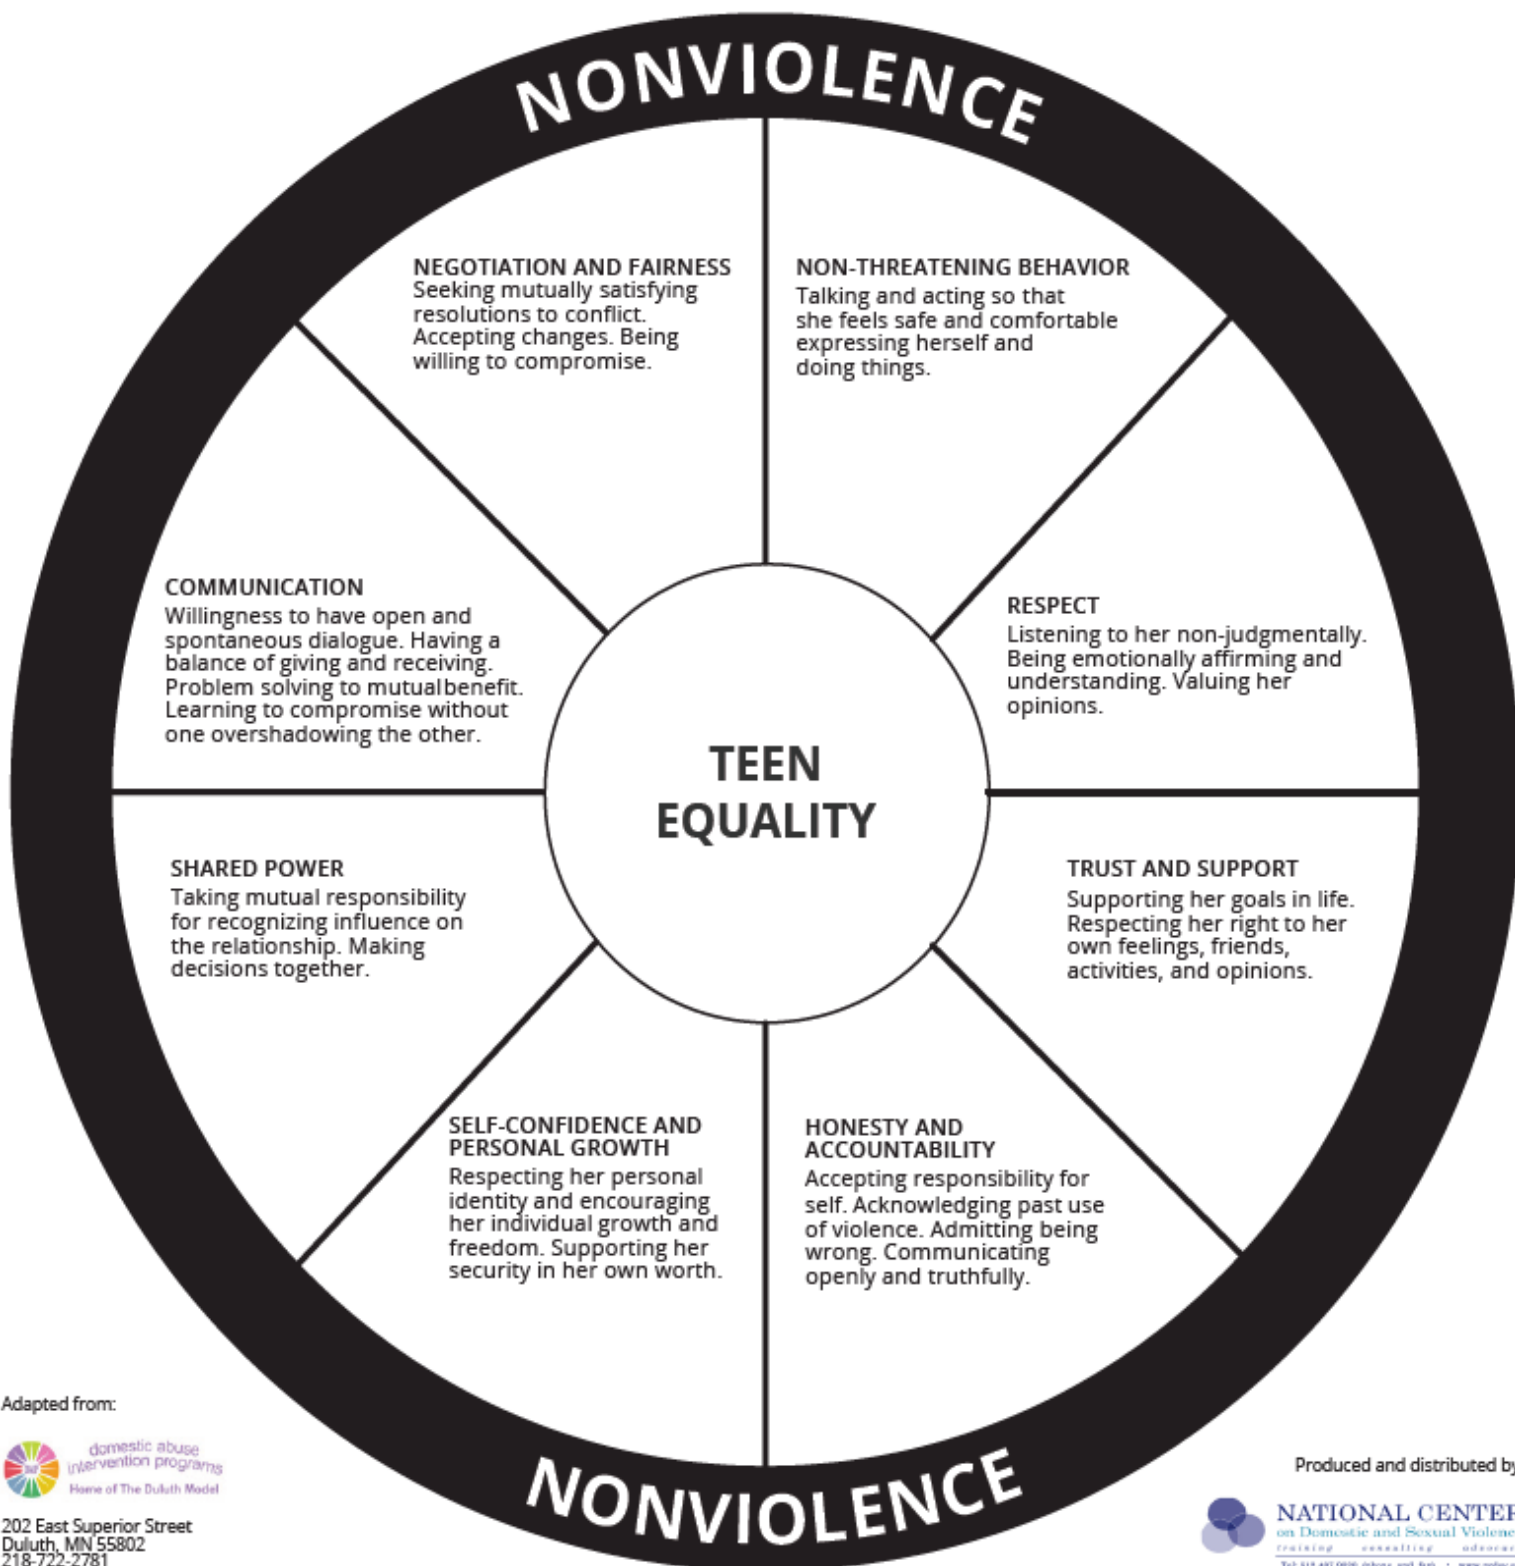 NONVIOLENCE
NEGOTIATION AND FAIRNESS
Seeking mutually satisfying
resolutions to conflict.
Accepting changes. Being
willing to compromise.
NON-THREATENING BEHAVIOR
Talking and acting so that
she feels safe and comfortable
expressing herself and
doing things.
COMMUNICATION
Willingness to have open and
spontaneous dialogue. Having a
balance of giving and receiving.
Problem solving to mutualbenefit.
Learning to compromise without
one overshadowing the other.
RESPECT
Listening to her non-judgmentally.
Being emotionally affirming and
understanding. Valuing her
opinions.
TEEN
EQUALITY
SHARED POWER
Taking mutual responsibility
for recognizing influence on
the relationship. Making
decisions together.
TRUST AND SUPPORT
Supporting her goals in life.
Respecting her right to her
own feelings, friends,
activities, and opinions.
SELF-CONFIDENCE AND
PERSONAL GROWTH
Respecting her personal
identity and encouraging
her individual growth and
freedom. Supporting her
security in her own worth.
HONESTY AND
ACCOUNTABILITY
Accepting responsibility for
self. Acknowledging past use
of violence. Admitting being
wrong. Communicating
openly and truthfully.
NONVIOLENCE
Adapted from:
domestic abuse
intervention programs
Home of The Duluth Model
202 East Superior Street
Duluth, MN 55802
218-722-2781
Produced and distributed by
NATIONAL CENTER
on Domestic and Sexual Violenc
training consulting